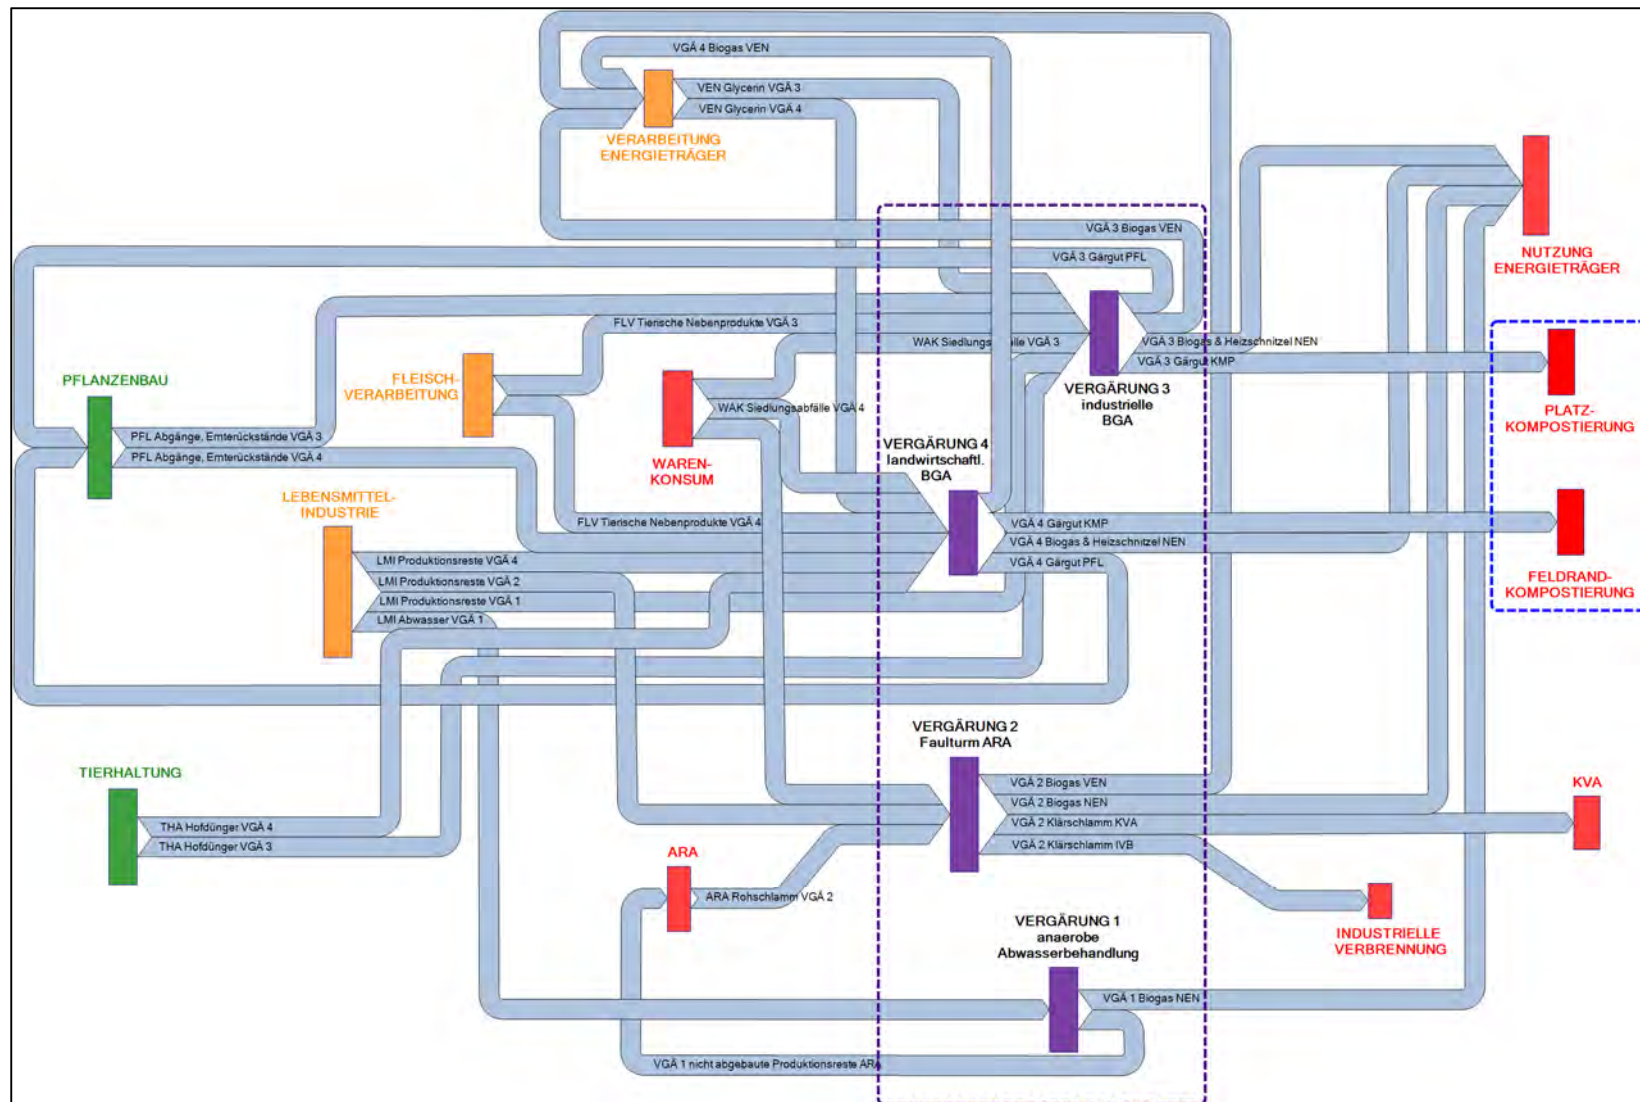 VGÄ 4 Biogas VEN
VEN Glycerin VGÄ 3
VEN Glycerin VGÄ 4
VERARBEITUNG
ENERGIETRÄGER
VGÄ 3 Biogas VEN
VGÄ 3 Gärgut PFL
NUTZUNG
ENERGIETRÄGER
FLV Tierische Nebenprodukte VGÄ 3
WAK Siedlungsabfälle VGÄ 3
VGÄ 3 Biogas & Heizschnitzel NEN
VGÄ 3 Gärgut KMP
PFLANZENBAU
FLEISCH-
VERARBEITUNG
VERGÄRUNG 3
industrielle
BGA
PLATZ-
KOMPOSTIERUNG
WAK Siedlungsabfälle VGÄ 4
PFL Abgänge, Ernterückstände VGÄ 3
PFL Abgänge, Ernterückstände VGÄ 4
WAREN-
KONSUM
VERGÄRUNG 4
landwirtschaftl.
BGA
LEBENSMITTEL-
INDUSTRIE
FLV Tierische Nebenprodukte VGÄ 4
VGÄ 4 Gärgut KMP
VGÄ 4 Biogas & Heizschnitzel NEN
VGÄ 4 Gärgut PFL
FELDRAND-
KOMPOSTIERUNG
LMI Produktionsreste VGÄ 4
LMI Produktionsreste VGÄ 2
LMI Produktionsreste VGÄ 1
LMI Abwasser VGÄ 1
VERGÄRUNG 2
Faulturm ARA
TIERHALTUNG
VGÄ 2 Biogas VEN
VGÄ 2 Biogas NEN
VGÄ 2 Klärschlamm KVA
VGÄ 2 Klärschlamm IVB
KVA
THA Hofdünger VGÄ 4
THA Hofdünger VGÄ 3
ARA
ARA Rohschlamm VGÄ 2
VERGÄRUNG 1
anaerobe
Abwasserbehandlung
INDUSTRIELLE
VERBRENNUNG
VGÄ 1 Biogas NEN
VGÄ 1 nicht abgebaute Produktionsreste ARA